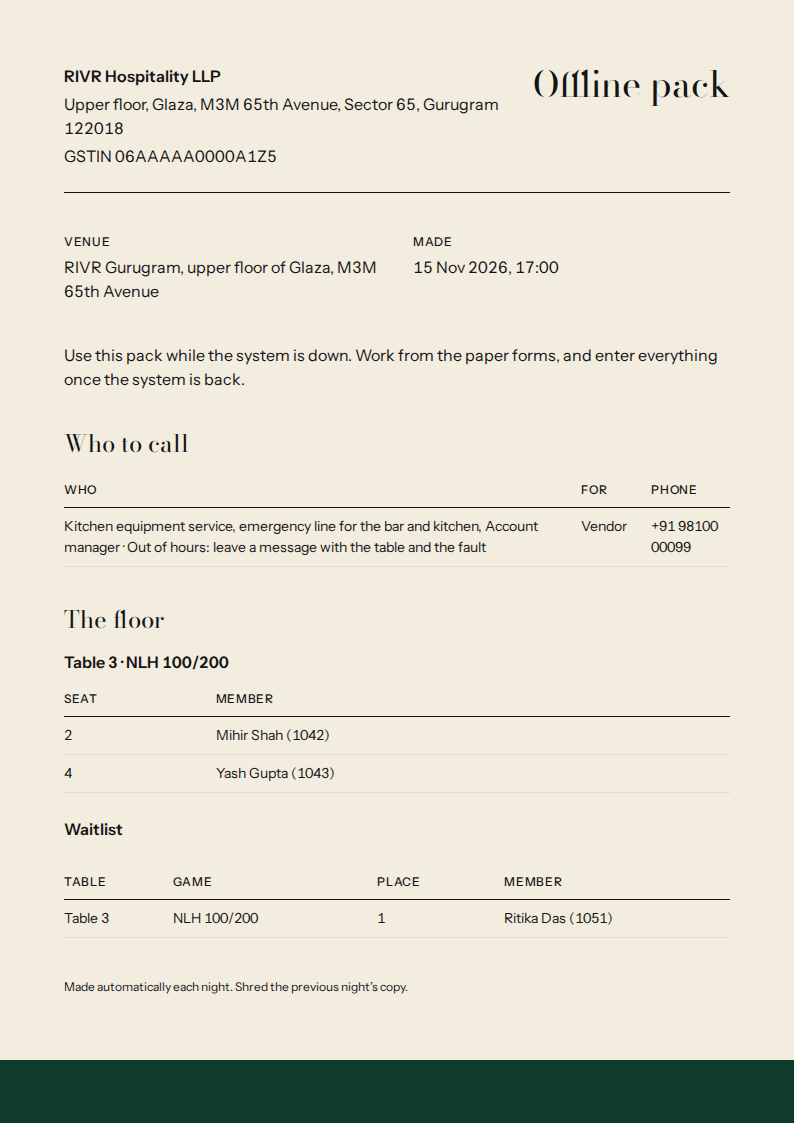 RIVR Hospitality LLP
Offline pack
Upper floor, Glaza, M3M 65th Avenue, Sector 65, Gurugram
122018
GSTIN 06AAAAA0000A1Z5
VENUE
MADE
RIVR Gurugram, upper floor of Glaza, M3M
65th Avenue
15 Nov 2026, 17:00
Use this pack while the system is down. Work from the paper forms, and enter everything
once the system is back.
Who to call
WHO FOR PHONE
Kitchen equipment service, emergency line for the bar and kitchen, Account
manager · Out of hours: leave a message with the table and the fault
Vendor
+91 98100
00099
The floor
Table 3 · NLH 100/200
SEAT MEMBER
2 Mihir Shah (1042)
4 Yash Gupta (1043)
Waitlist
TABLE GAME PLACE MEMBER
Table 3 NLH 100/200 1 Ritika Das (1051)
Made automatically each night. Shred the previous night’s copy.